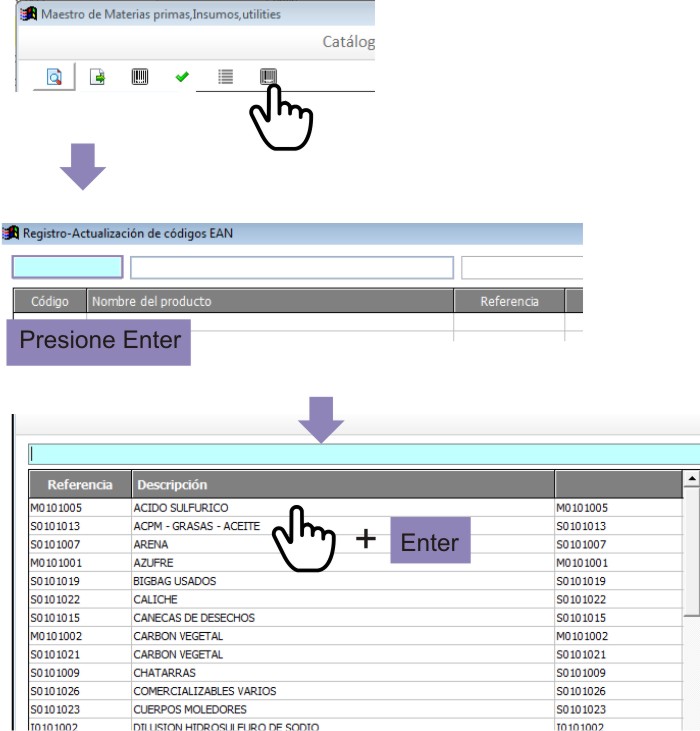 Maestro de Materias primas,Insumos,utilities
Catálog
Registro-Actualización de códigos EAN
Código Nombre del producto Referencia
Presione Enter
Referencia Descripción
M0101005 ACIDO SULFURICO M0101005
S0101013 ACPM - GRASAS - ACEITE S0101013
S0101007 ARENA S0101007
M0101001 AZUFRE M0101001
+ Enter
S0101019 BIGBAG USADOS S0101019
S0101022 CALICHE S0101022
S0101015 CANECAS DE DESECHOS S0101015
M0101002 CARBON VEGETAL M0101002
S0101021 CARBON VEGETAL S0101021
S0101009 CHATARRAS S0101009
S0101026 COMERCIALIZABLES VARIOS S0101026
S0101023 CUERPOS MOLEDORES S0101023
I0101002 DILUSION HIDROSULFURO DE SODIO I0101002